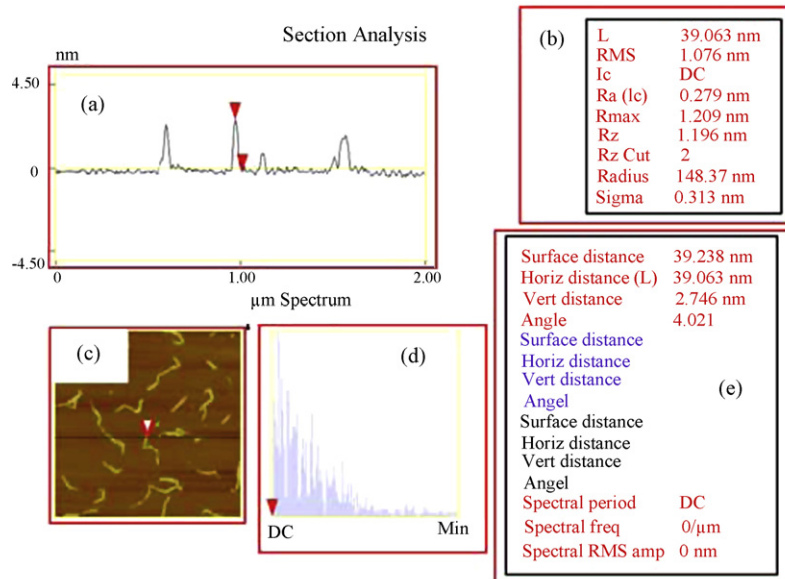 Section Analysis
nm
4.50
(a)
0
-4.50
0
1.00
2.00
µm Spectrum
(b)
L 39.063 nm
RMS 1.076 nm
Ic DC
Ra (lc) 0.279 nm
Rmax 1.209 nm
Rz 1.196 nm
Rz Cut 2
Radius 148.37 nm
Sigma 0.313 nm
(c)
(d)
DC
Min
(e)
Surface distance 39.238 nm
Horiz distance (L) 39.063 nm
Vert distance 2.746 nm
Angle 4.021
Surface distance
Horiz distance
Vert distance
Angel
Surface distance
Horiz distance
Vert distance
Angel
Spectral period DC
Spectral freq 0/µm
Spectral RMS amp 0 nm